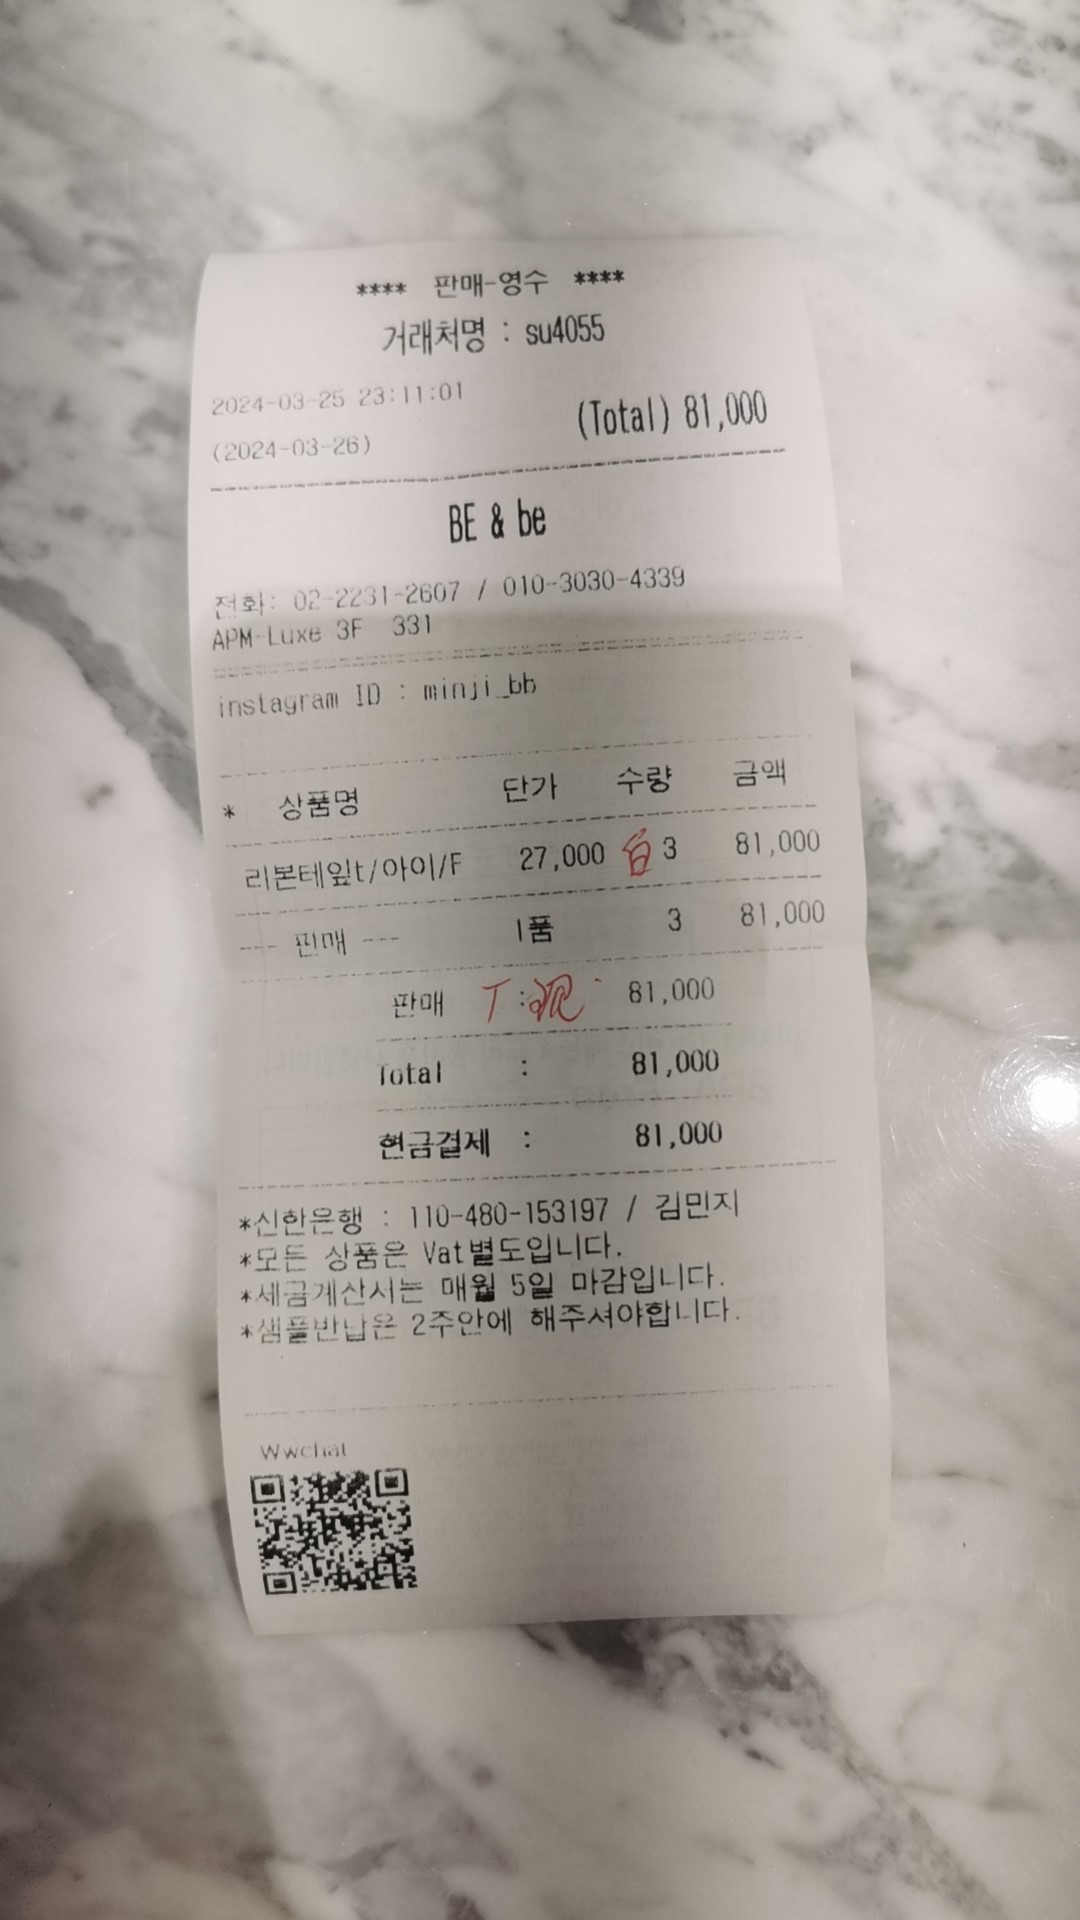 **** 판매-영수 ****
거래처명 : su4055
2024-03-25 23:11:01
(Total) 81,000
(2024-03-26)
BE & be
전화: 02-2231-2607 / 010-3030-4339
APM-Luxe 3F 331
instagram ID : minji_bb
* 상품명 단가 수량 금액
리본테잎t/아이/F 27,000 白 3 81,000
--- 판매 --- 1품 3 81,000
판매 T : 81,000
Total : 81,000
현금결제 : 81,000
*신한은행 : 110-480-153197 / 김민지
*모든 상품은 Vat별도입니다.
*세금계산서는 매월 5일 마감입니다.
*샘플반납은 2주안에 해주셔야합니다.
Wwchat